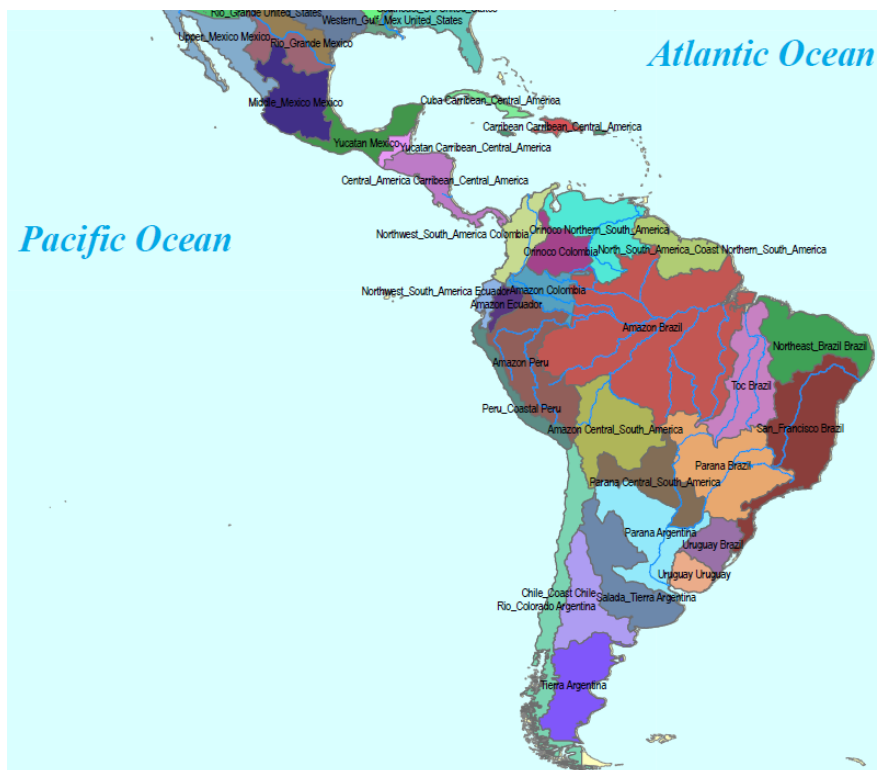 Rio_Grande United_States
Western_Gulf_Mex United_States
Upper_Mexico Mexico
Rio_Grande Mexico
Atlantic Ocean
Middle_Mexico Mexico
Cuba Carribean_Central_America
Carribean Carribean_Central_America
Yucatan Mexico
Yucatan Carribean_Central_America
Central_America Carribean_Central_America
Pacific Ocean
Northwest_South_America Colombia
Orinoco Northern_South_America
Orinoco Colombia
North_South_America_Coast Northern_South_America
Northwest_South_America Ecuador
Amazon Colombia
Amazon Ecuador
Amazon Brazil
Northeast_Brazil Brazil
Amazon Peru
Toc Brazil
Peru_Coastal Peru
Amazon Central_South_America
San_Francisco Brazil
Parana Brazil
Parana Central_South_America
Parana Argentina
Uruguay Brazil
Uruguay Uruguay
Chile_Coast Chile
Salada_Tierra Argentina
Rio_Colorado Argentina
Tierra Argentina